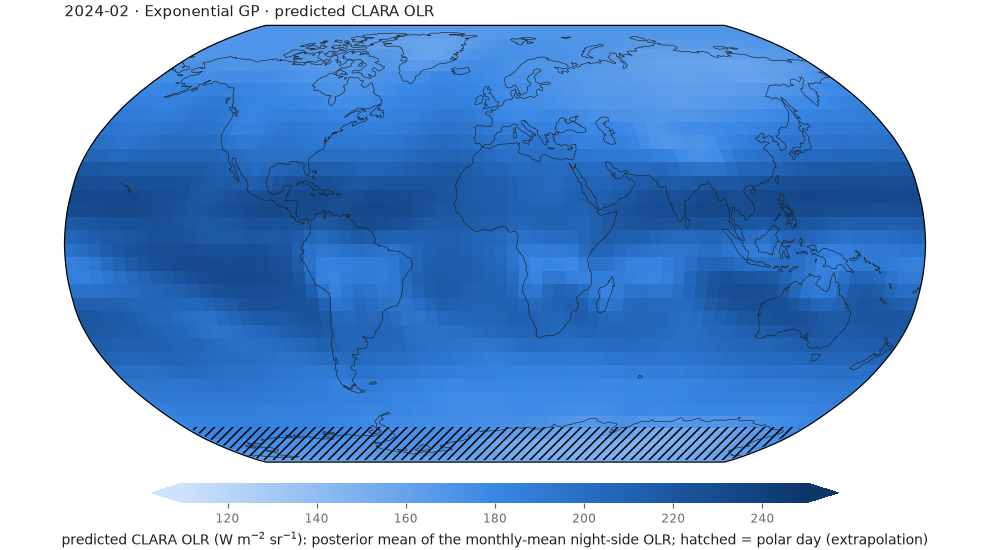 2024-02 · Exponential GP · predicted CLARA OLR
120 140 160 180 200 220 240
predicted CLARA OLR (W m⁻² sr⁻¹): posterior mean of the monthly-mean night-side OLR; hatched = polar day (extrapolation)